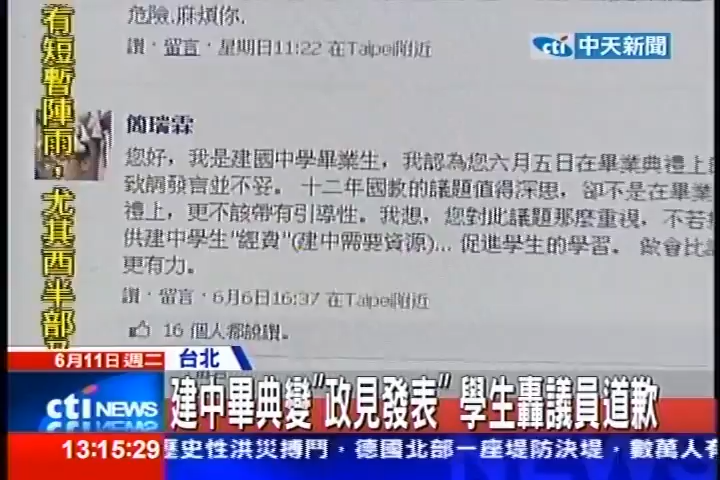 危險.麻煩你.
讚 · 留言 · 星期日11:22 在Taipei附近
cti 中天新聞
有短暫陣雨，尤其西半部
簡瑞霖
您好，我是建國中學畢業生，我認為您六月五日在畢業典禮上
致詞發言並不妥。 十二年國教的議題值得深思，卻不是在畢業
禮上，更不該帶有引導性。我想，您對此議題那麼重視，不若
供建中學生"經費"(建中需要資源)... 促進學生的學習。 做會比
更有力。
讚 · 留言 · 6月6日16:37 在Taipei附近
16 個人都說讚。
6月11日週二 台北
cti NEWS
建中畢典變"政見發表" 學生轟議員道歉
13:15:29 歷史性洪災搏鬥，德國北部一座堤防決堤，數萬人有